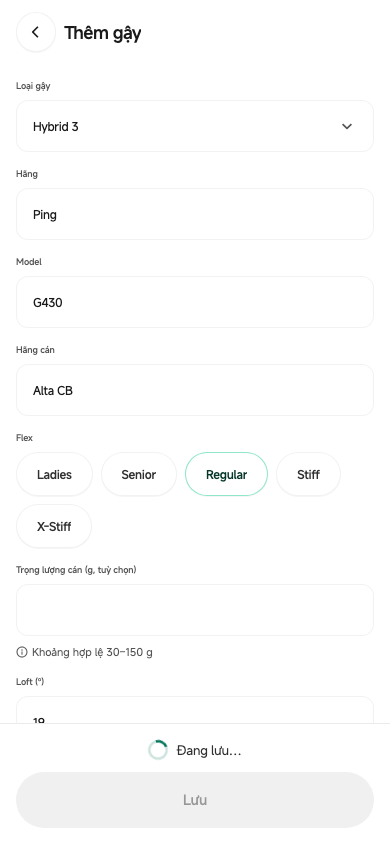 Thêm gậy
Loại gậy
Hybrid 3
Hãng
Ping
Model
G430
Hãng cán
Alta CB
Flex
Ladies
Senior
Regular
Stiff
X-Stiff
Trọng lượng cán (g, tuỳ chọn)
Khoảng hợp lệ 30–150 g
Loft (°)
19
Đang lưu...
Lưu